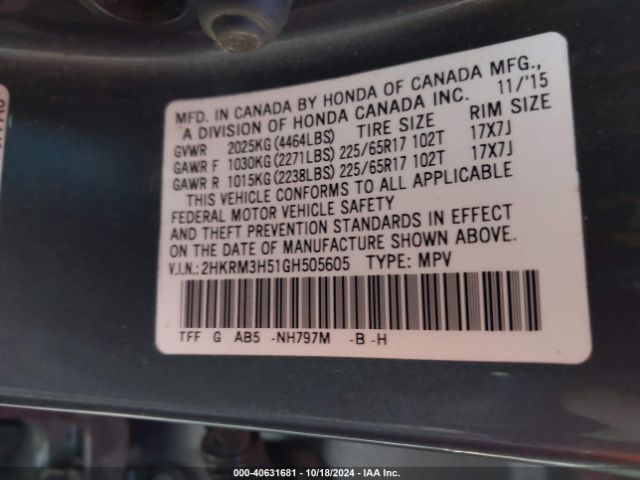 MFD. IN CANADA BY HONDA OF CANADA MFG.,
A DIVISION OF HONDA CANADA INC. 11/'15
GVWR 2025KG(4464LBS) TIRE SIZE RIM SIZE
GAWR F 1030KG(2271LBS) 225/65R17 102T 17X7J
GAWR R 1015KG(2238LBS) 225/65R17 102T 17X7J
THIS VEHICLE CONFORMS TO ALL APPLICABLE
FEDERAL MOTOR VEHICLE SAFETY
AND THEFT PREVENTION STANDARDS IN EFFECT
ON THE DATE OF MANUFACTURE SHOWN ABOVE.
V.I.N.: 2HKRM3H51GH505605 TYPE: MPV
TFF G AB5 -NH797M -B -H
000-40631681 | 10/18/2024 | IAA Inc.